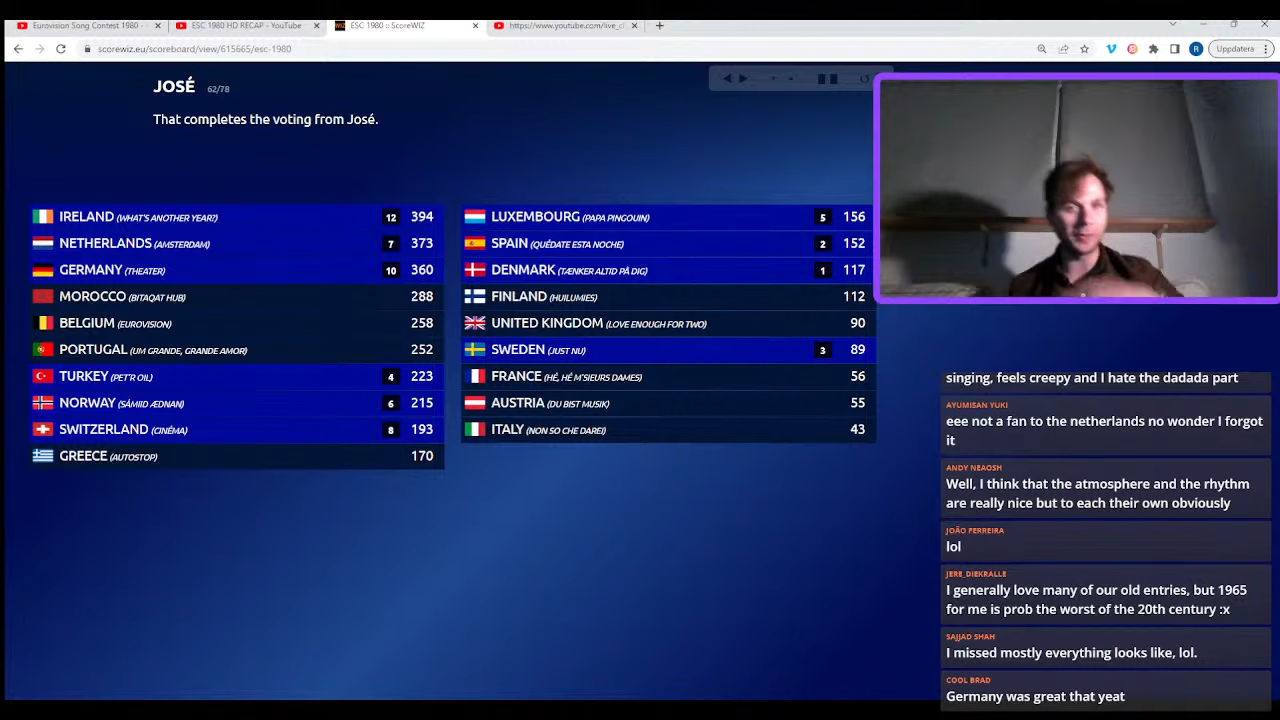 Eurovision Song Contest 1980 -
ESC 1980 HD RECAP - YouTube
ESC 1980 :: ScoreWIZ
https://www.youtube.com/live_cl
scorewiz.eu/scoreboard/view/615665/esc-1980
R
Uppdatera
JOSÉ 62/78
That completes the voting from José.
IRELAND (WHAT'S ANOTHER YEAR?) 12 394
NETHERLANDS (AMSTERDAM) 7 373
GERMANY (THEATER) 10 360
MOROCCO (BITAQAT HUB) 288
BELGIUM (EUROVISION) 258
PORTUGAL (UM GRANDE, GRANDE AMOR) 252
TURKEY (PET'R OIL) 4 223
NORWAY (SÁMIID ÆDNAN) 6 215
SWITZERLAND (CINÉMA) 8 193
GREECE (AUTOSTOP) 170
LUXEMBOURG (PAPA PINGOUIN) 5 156
SPAIN (QUÉDATE ESTA NOCHE) 2 152
DENMARK (TÆNKER ALTID PÅ DIG) 1 117
FINLAND (HUILUMIES) 112
UNITED KINGDOM (LOVE ENOUGH FOR TWO) 90
SWEDEN (JUST NU) 3 89
FRANCE (HÉ, HÉ M'SIEURS DAMES) 56
AUSTRIA (DU BIST MUSIK) 55
ITALY (NON SO CHE DAREI) 43
singing, feels creepy and I hate the dadada part
AYUMISAN YUKI
eee not a fan to the netherlands no wonder I forgot
it
ANDY NEAOSH
Well, I think that the atmosphere and the rhythm
are really nice but to each their own obviously
JOÃO FERREIRA
lol
JERE_DIEKRALLE
I generally love many of our old entries, but 1965
for me is prob the worst of the 20th century :x
SAJJAD SHAH
I missed mostly everything looks like, lol.
COOL BRAD
Germany was great that yeat